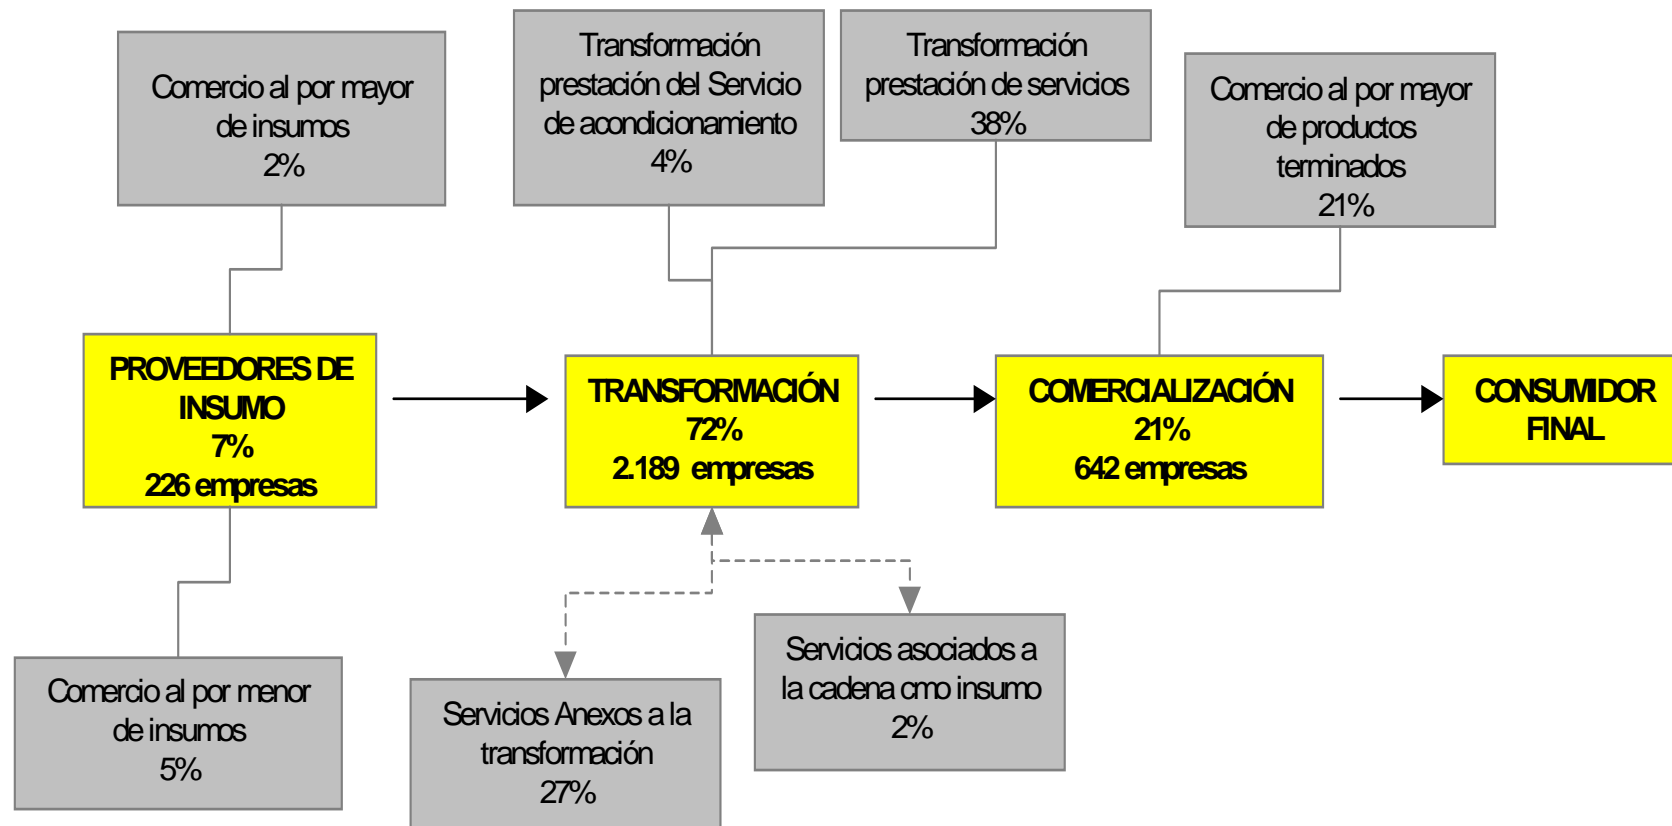 Comercio al por mayor
de insumos
2%
Transformación
prestación del Servicio
de acondicionamiento
4%
Transformación
prestación de servicios
38%
Comercio al por mayor
de productos
terminados
21%
PROVEEDORES DE
INSUMO
7%
226 empresas
TRANSFORMACIÓN
72%
2.189 empresas
COMERCIALIZACIÓN
21%
642 empresas
CONSUMIDOR
FINAL
Comercio al por menor
de insumos
5%
Servicios Anexos a la
transformación
27%
Servicios asociados a
la cadena cmo insumo
2%